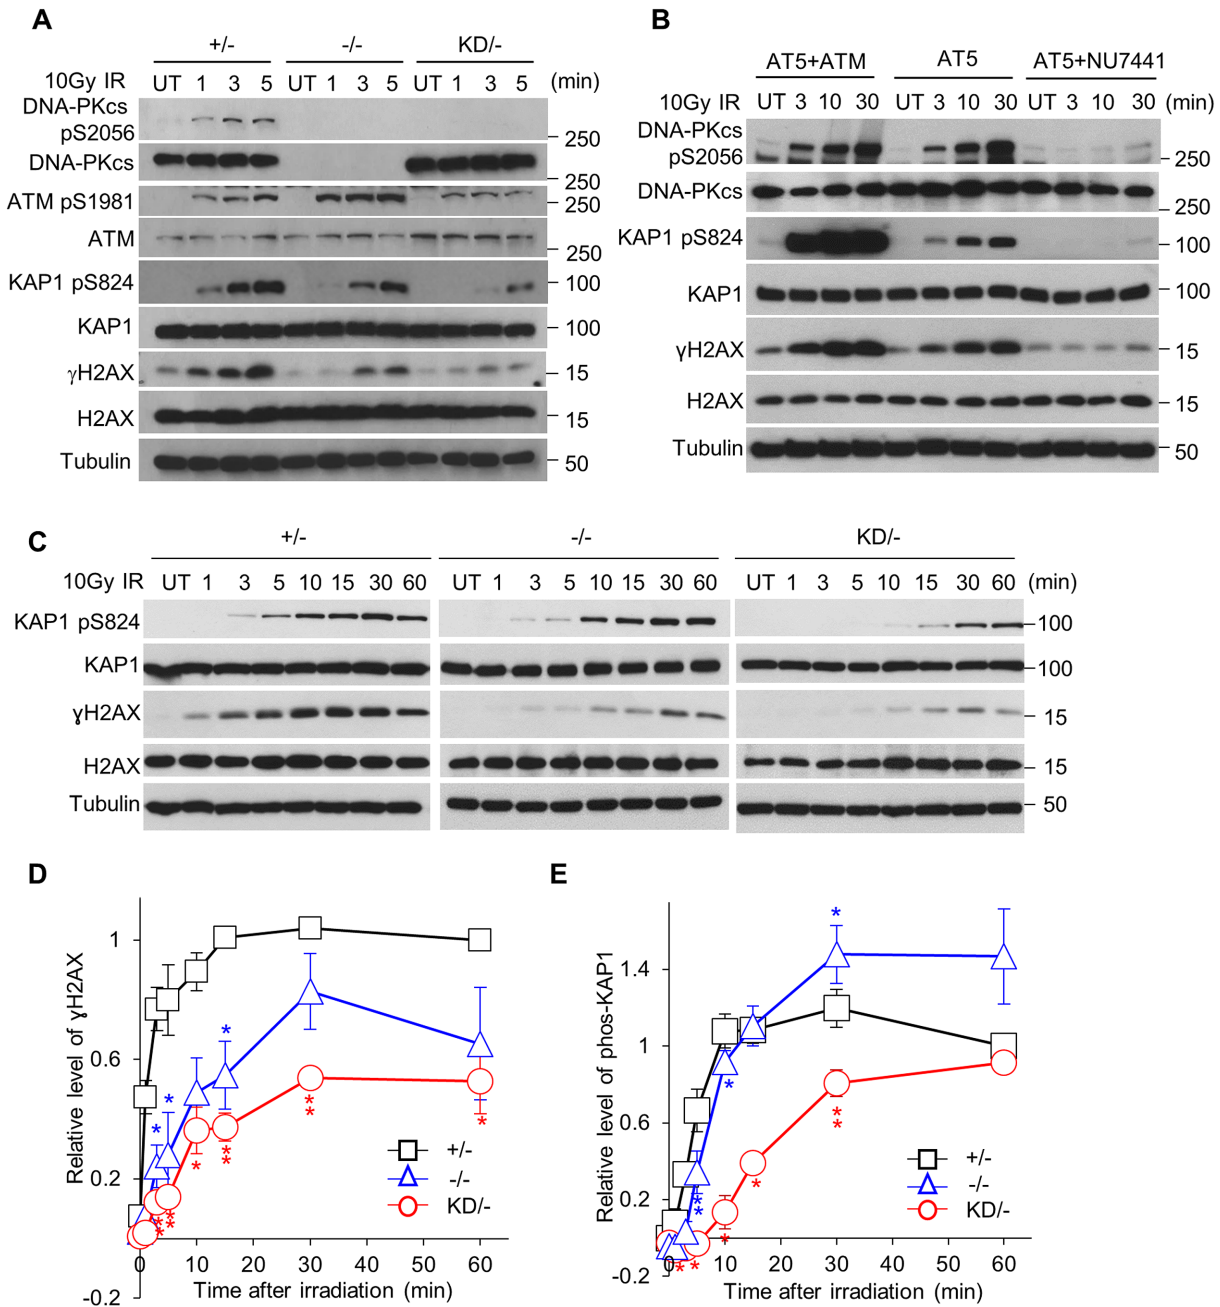 A
+/- -/- KD/-
10Gy IR UT 1 3 5 UT 1 3 5 UT 1 3 5 (min)
DNA-PKcs
pS2056 250
DNA-PKcs 250
ATM pS1981 250
ATM 250
KAP1 pS824 100
KAP1 100
γH2AX 15
H2AX 15
Tubulin 50
B
AT5+ATM AT5 AT5+NU7441
10Gy IR UT 3 10 30 UT 3 10 30 UT 3 10 30 (min)
DNA-PKcs
pS2056 250
DNA-PKcs 250
KAP1 pS824 100
KAP1 100
γH2AX 15
H2AX 15
Tubulin 50
C
+/- -/- KD/-
10Gy IR UT 1 3 5 10 15 30 60 UT 1 3 5 10 15 30 60 UT 1 3 5 10 15 30 60 (min)
KAP1 pS824 100
KAP1 100
ɣH2AX 15
H2AX 15
Tubulin 50
D
Relative level of ɣH2AX
1
0.6
0.2
-0.2
0 10 20 30 40 50 60
Time after irradiation (min)
* * * * * * * * * * * * * *
+/-
-/-
KD/-
E
Relative level of phos-KAP1
1.4
1
0.6
0.2
-0.2
0 10 20 30 40 50 60
Time after irradiation (min)
* * * * * * * * * *
+/-
-/-
KD/-